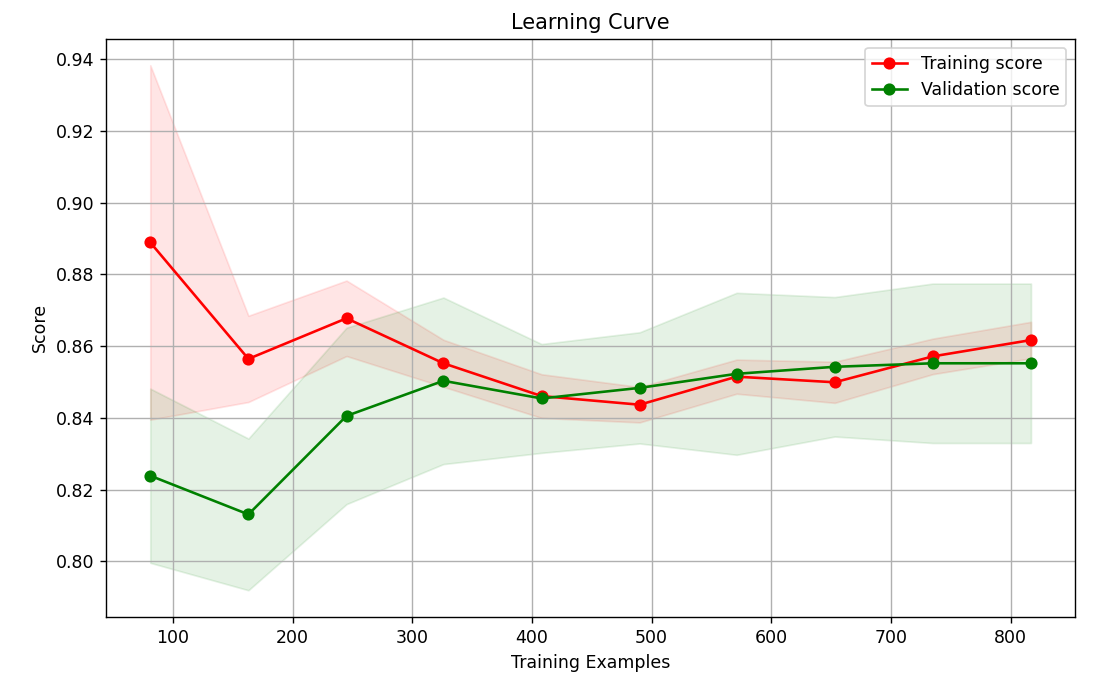 Learning Curve
Training score
Validation score
0.94
0.92
0.90
0.88
0.86
0.84
0.82
0.80
Score
100 200 300 400 500 600 700 800
Training Examples